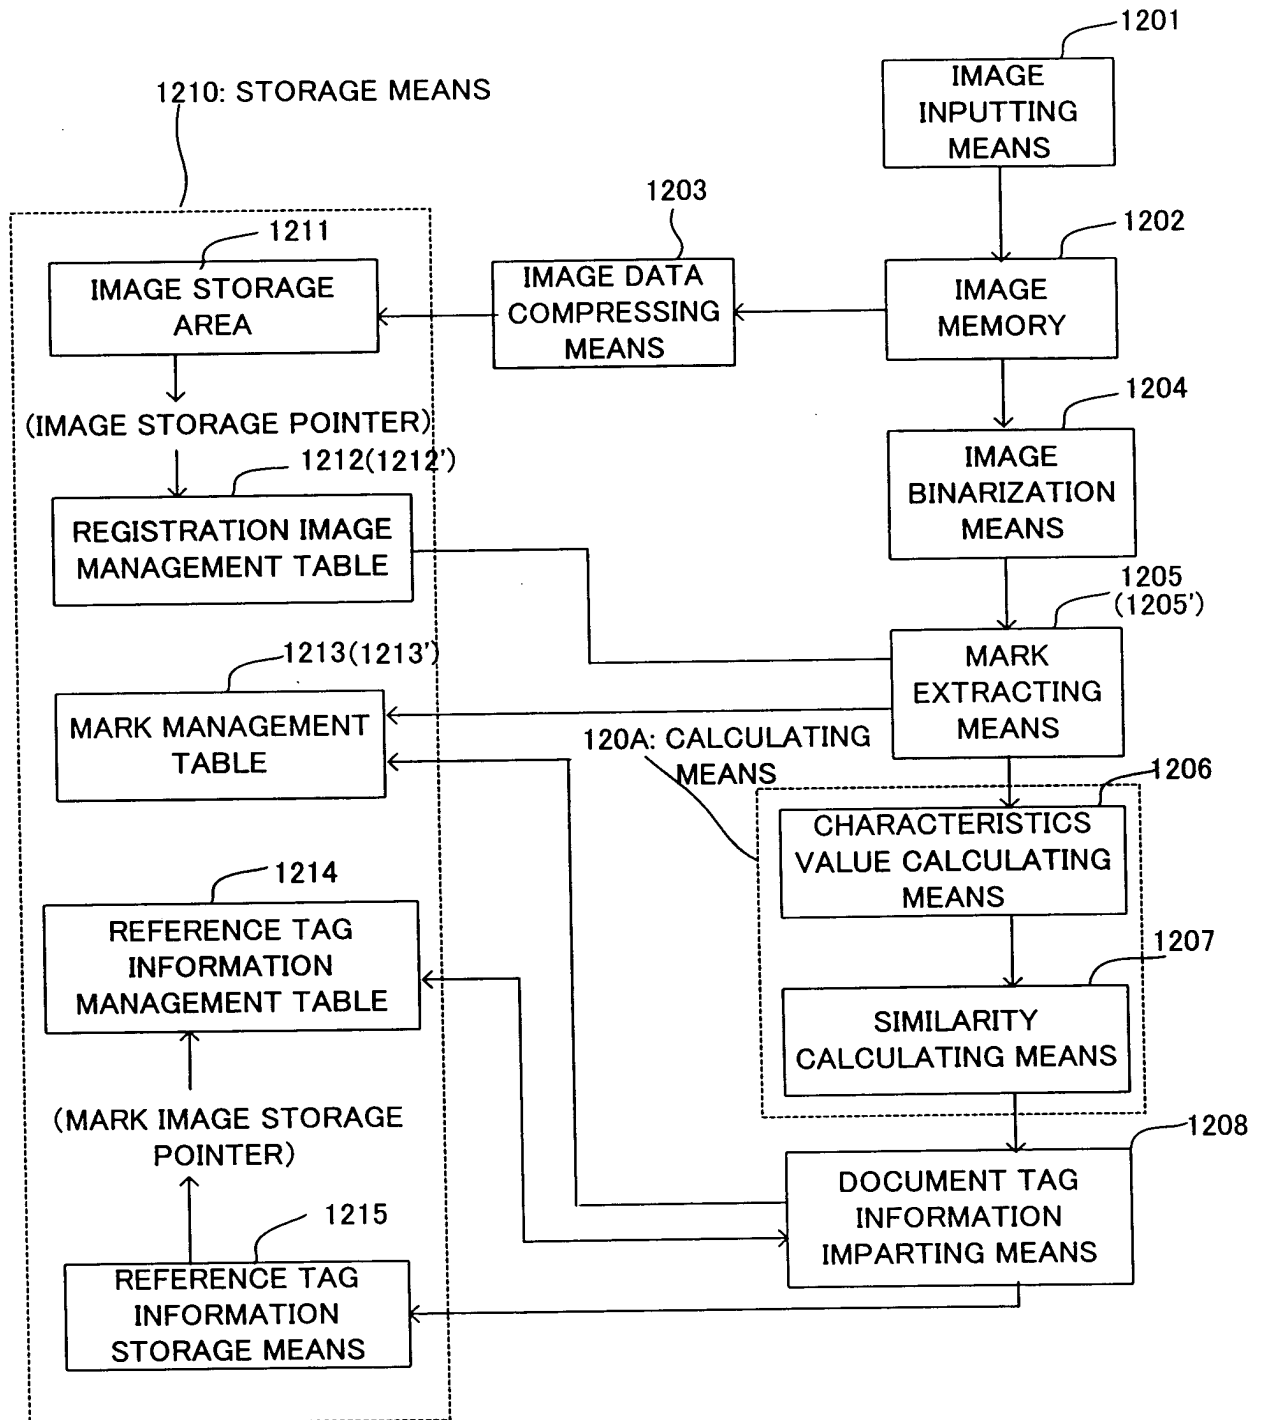 1201
IMAGE
INPUTTING
MEANS
1210: STORAGE MEANS
1203
1202
1211
IMAGE STORAGE
AREA
IMAGE DATA
COMPRESSING
MEANS
IMAGE
MEMORY
1204
(IMAGE STORAGE POINTER)
1212(1212')
IMAGE
BINARIZATION
MEANS
REGISTRATION IMAGE
MANAGEMENT TABLE
1205
(1205')
1213(1213')
MARK
EXTRACTING
MEANS
MARK MANAGEMENT
TABLE
120A: CALCULATING
MEANS
1206
CHARACTERISTICS
VALUE CALCULATING
MEANS
1214
REFERENCE TAG
INFORMATION
MANAGEMENT TABLE
1207
SIMILARITY
CALCULATING MEANS
(MARK IMAGE STORAGE
POINTER)
1208
DOCUMENT TAG
INFORMATION
IMPARTING MEANS
1215
REFERENCE TAG
INFORMATION
STORAGE MEANS